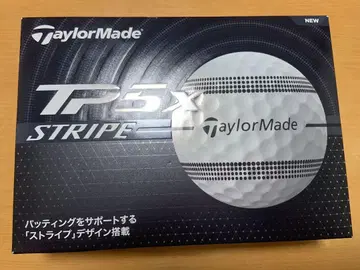 TaylorMade
NEW
TP5x
STRIPE
TaylorMade
パッティングをサポートする
「ストライプ」デザイン搭載